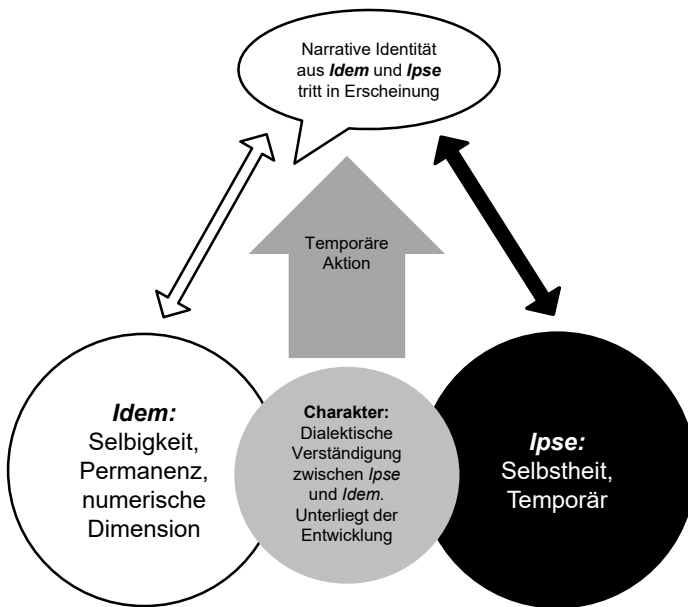 Narrative Identität
aus Idem und Ipse
tritt in Erscheinung
Temporäre
Aktion
Idem:
Selbigkeit,
Permanenz,
numerische
Dimension
Charakter:
Dialektische
Verständigung
zwischen Ipse
und Idem.
Unterliegt der
Entwicklung
Ipse:
Selbstheit,
Temporär